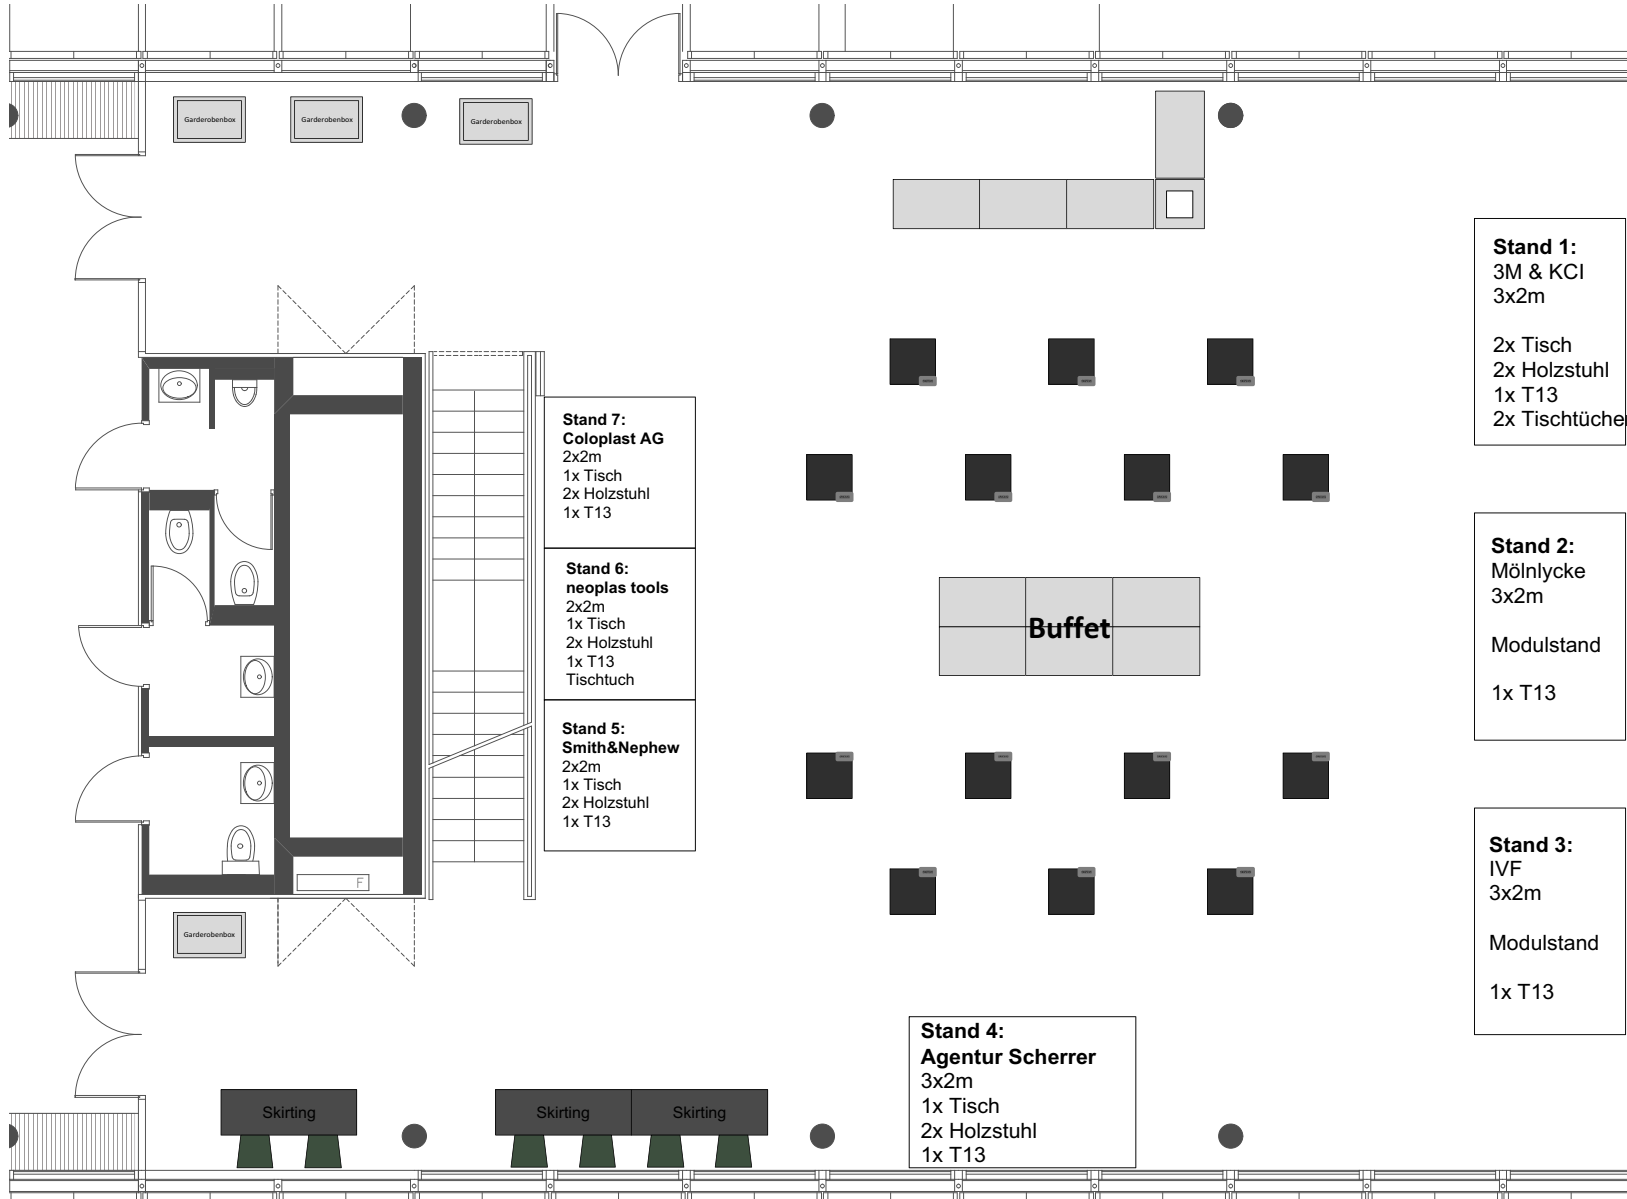 Garderobenbox
Garderobenbox
Garderobenbox
Stand 1:
3M & KCI
3x2m
2x Tisch
2x Holzstuhl
1x T13
2x Tischtücher
Stand 7:
Coloplast AG
2x2m
1x Tisch
2x Holzstuhl
1x T13
Stand 6:
neoplas tools
2x2m
1x Tisch
2x Holzstuhl
1x T13
Tischtuch
Stand 5:
Smith&Nephew
2x2m
1x Tisch
2x Holzstuhl
1x T13
Buffet
Stand 2:
Mölnlycke
3x2m
Modulstand
1x T13
Stand 3:
IVF
3x2m
Modulstand
1x T13
F
Garderobenbox
Stand 4:
Agentur Scherrer
3x2m
1x Tisch
2x Holzstuhl
1x T13
Skirting
Skirting
Skirting